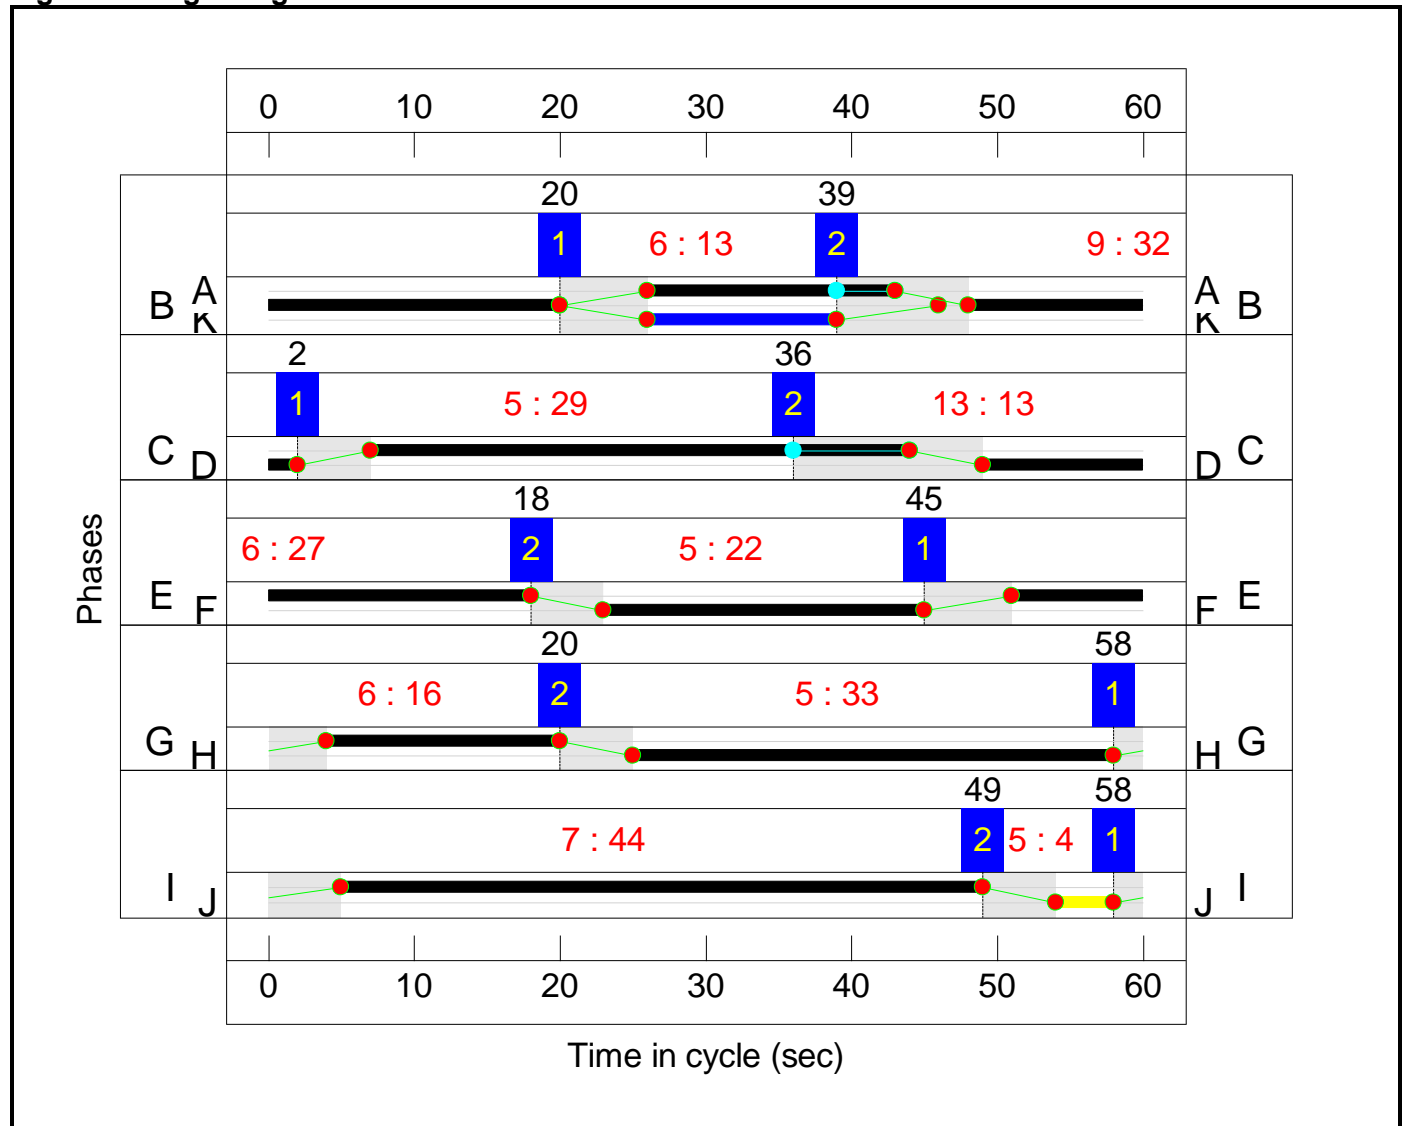 0 10 20 30 40 50 60
20 39
1 6 : 13 2 9 : 32
B A K A K B
2 36
1 5 : 29 2 13 : 13
C D D C
18 45
6 : 27 2 5 : 22 1
E F F E
Phases
20 58
6 : 16 2 5 : 33 1
G H H G
49 58
7 : 44 2 5 : 4 1
I J J I
0 10 20 30 40 50 60
Time in cycle (sec)